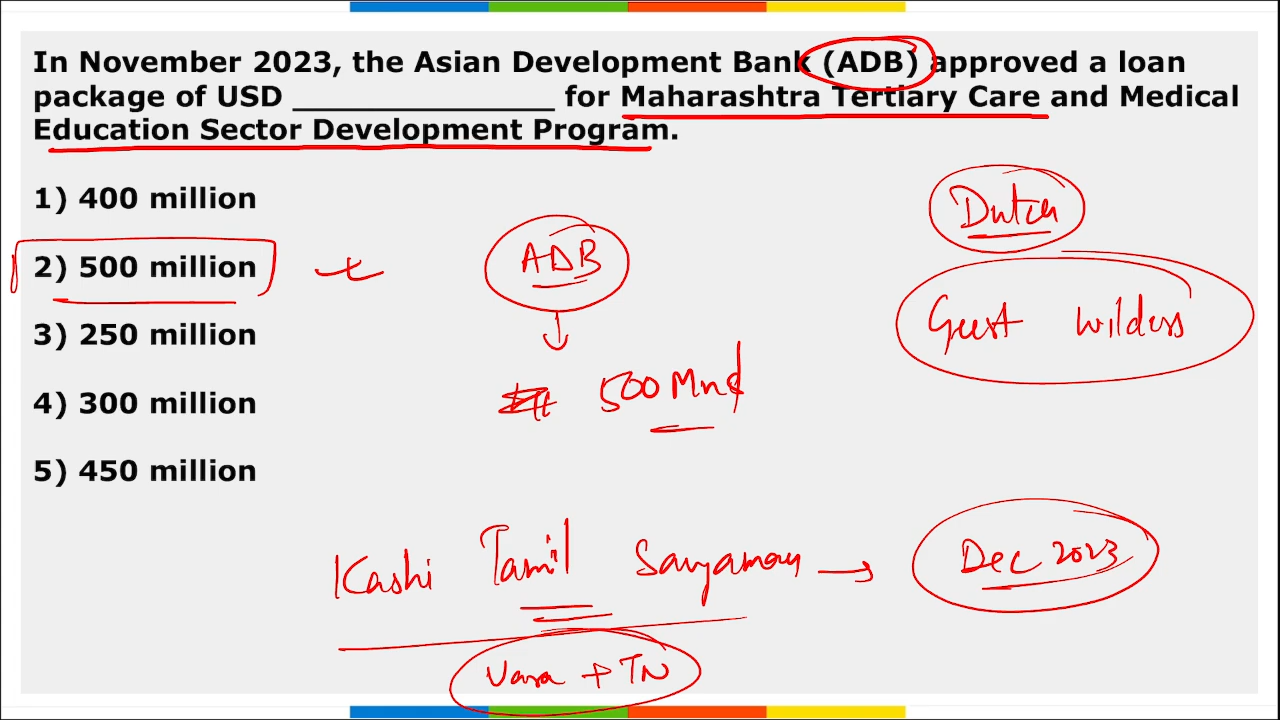 In November 2023, the Asian Development Bank (ADB) approved a loan
package of USD _______________ for Maharashtra Tertiary Care and Medical
Education Sector Development Program.
1) 400 million
2) 500 million
3) 250 million
4) 300 million
5) 450 million
ADB
500 Mn$
Dutch
Geert Wilders
Kashi Tamil Sangamam → Dec 2023
Vara + TN